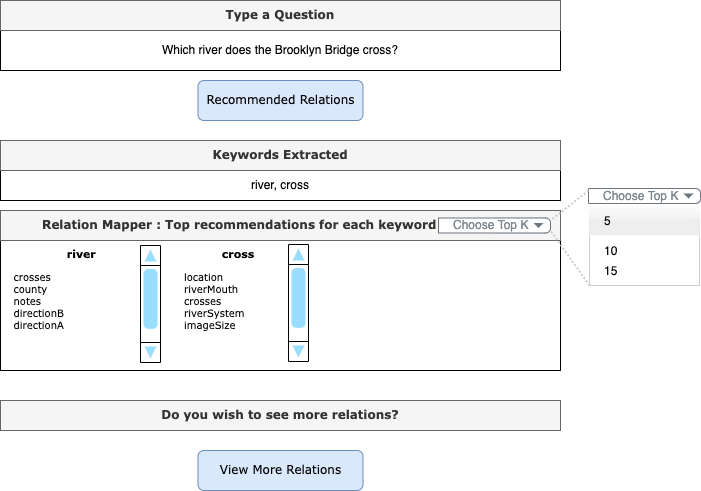 Type a Question
Which river does the Brooklyn Bridge cross?
Recommended Relations
Keywords Extracted
river, cross
Relation Mapper : Top recommendations for each keyword
Choose Top K
river
crosses
county
notes
directionB
directionA
cross
location
riverMouth
crosses
riverSystem
imageSize
Choose Top K
5
10
15
Do you wish to see more relations?
View More Relations